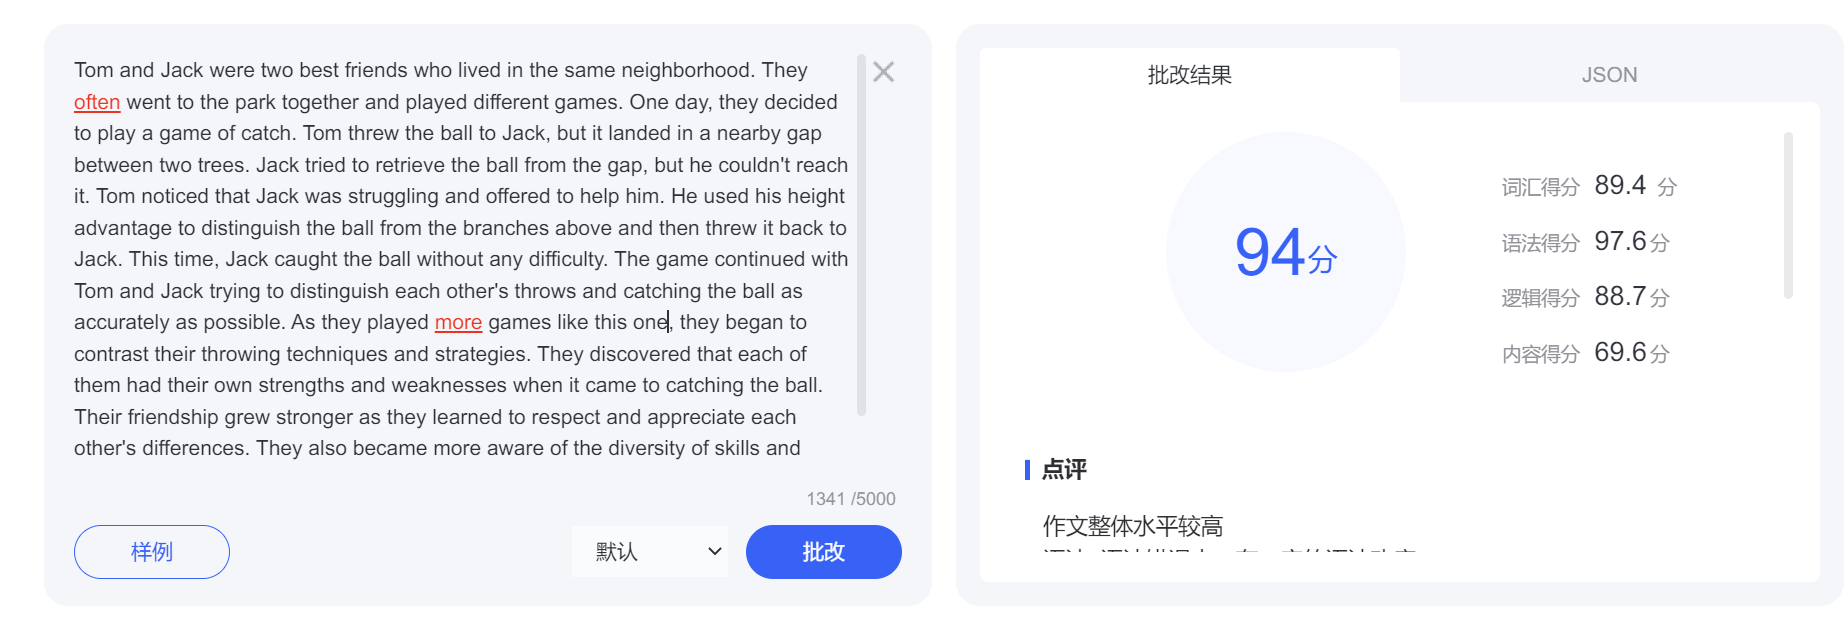 Tom and Jack were two best friends who lived in the same neighborhood. They
often went to the park together and played different games. One day, they decided
to play a game of catch. Tom threw the ball to Jack, but it landed in a nearby gap
between two trees. Jack tried to retrieve the ball from the gap, but he couldn't reach
it. Tom noticed that Jack was struggling and offered to help him. He used his height
advantage to distinguish the ball from the branches above and then threw it back to
Jack. This time, Jack caught the ball without any difficulty. The game continued with
Tom and Jack trying to distinguish each other's throws and catching the ball as
accurately as possible. As they played more games like this one, they began to
contrast their throwing techniques and strategies. They discovered that each of
them had their own strengths and weaknesses when it came to catching the ball.
Their friendship grew stronger as they learned to respect and appreciate each
other's differences. They also became more aware of the diversity of skills and
1341 /5000
样例
默认
批改
批改结果
JSON
94分
词汇得分 89.4 分
语法得分 97.6分
逻辑得分 88.7分
内容得分 69.6分
点评
作文整体水平较高